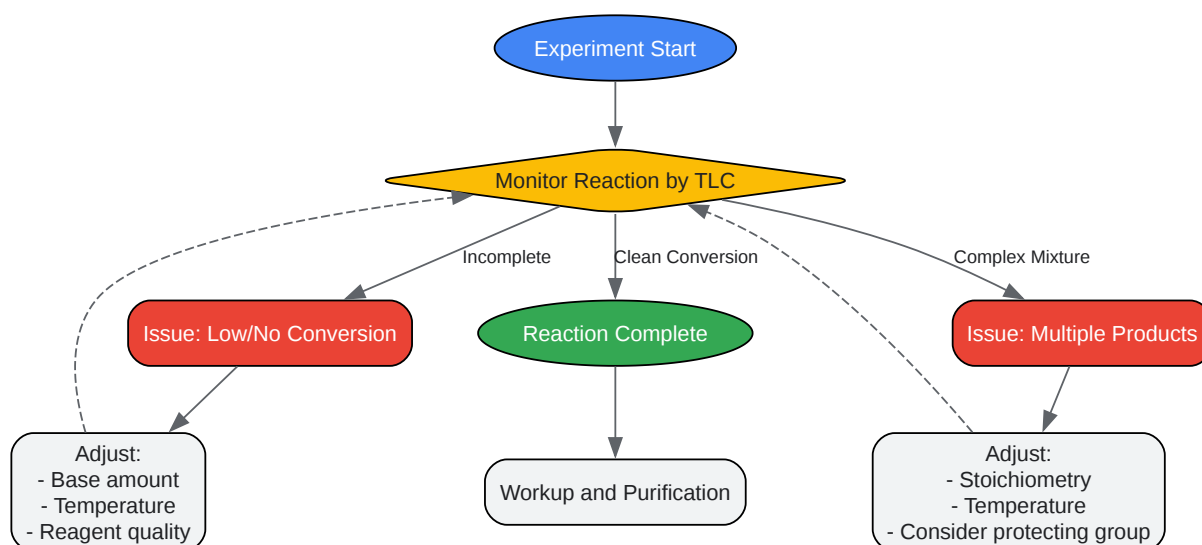 Experiment Start
Monitor Reaction by TLC
Incomplete
Clean Conversion
Complex Mixture
Issue: Low/No Conversion
Reaction Complete
Issue: Multiple Products
Adjust:
- Base amount
- Temperature
- Reagent quality
Workup and Purification
Adjust:
- Stoichiometry
- Temperature
- Consider protecting group